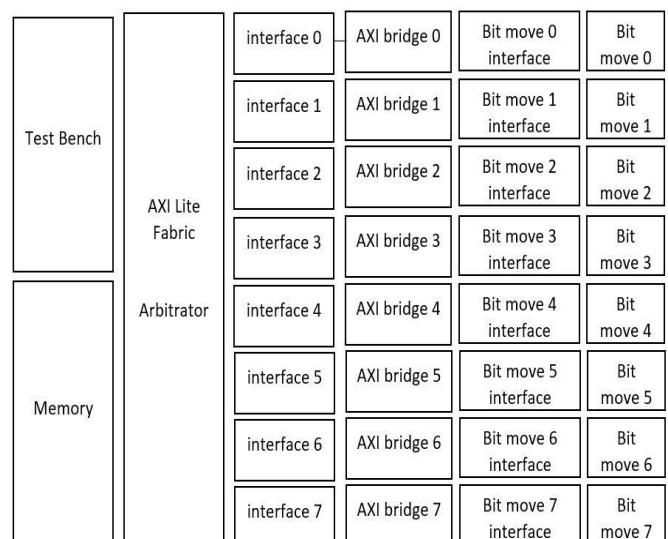 Test Bench
Memory
AXI Lite
Fabric
Arbitrator
interface 0
AXI bridge 0
Bit move 0
interface
Bit
move 0
interface 1
AXI bridge 1
Bit move 1
interface
Bit
move 1
interface 2
AXI bridge 2
Bit move 2
interface
Bit
move 2
interface 3
AXI bridge 3
Bit move 3
interface
Bit
move 3
interface 4
AXI bridge 4
Bit move 4
interface
Bit
move 4
interface 5
AXI bridge 5
Bit move 5
interface
Bit
move 5
interface 6
AXI bridge 6
Bit move 6
interface
Bit
move 6
interface 7
AXI bridge 7
Bit move 7
interface
Bit
move 7